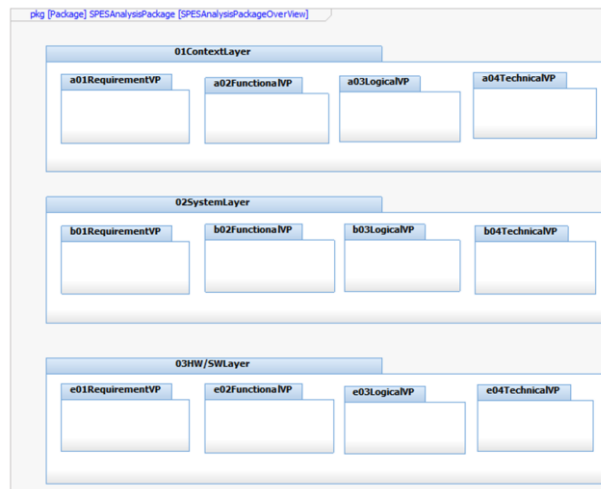 pkg [Package] SPESAnalysisPackage [SPESAnalysisPackageOverView]
01ContextLayer
a01RequirementVP a02FunctionalVP a03LogicalVP a04TechnicalVP
02SystemLayer
b01RequirementVP b02FunctionalVP b03LogicalVP b04TechnicalVP
03HW/SWLayer
e01RequirementVP e02FunctionalVP e03LogicalVP e04TechnicalVP